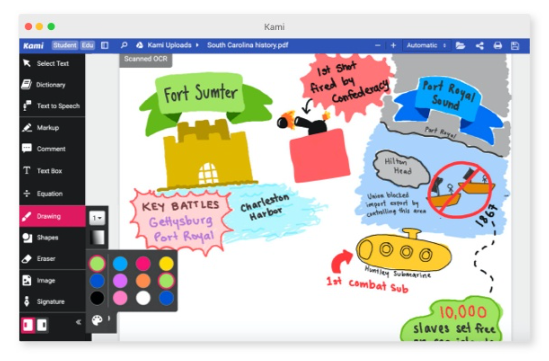 Kami
Kami Student Edu Kami Uploads South Carolina history.pdf − + Automatic
Select Text
Scanned OCR
Dictionary
Text to Speech
Markup
Comment
Text Box
Equation
Drawing
1
Shapes
Eraser
Image
Signature
Fort Sumter
1st shot
fired by
Confederacy
Port Royal
Sound
Port Royal
Hilton
Head
Union blocked
import export by
controlling this area
KEY BATTLES
Gettysburg
Port Royal
Charleston
Harbor
Huntley Submarine
1st combat sub
10,000
slaves set free